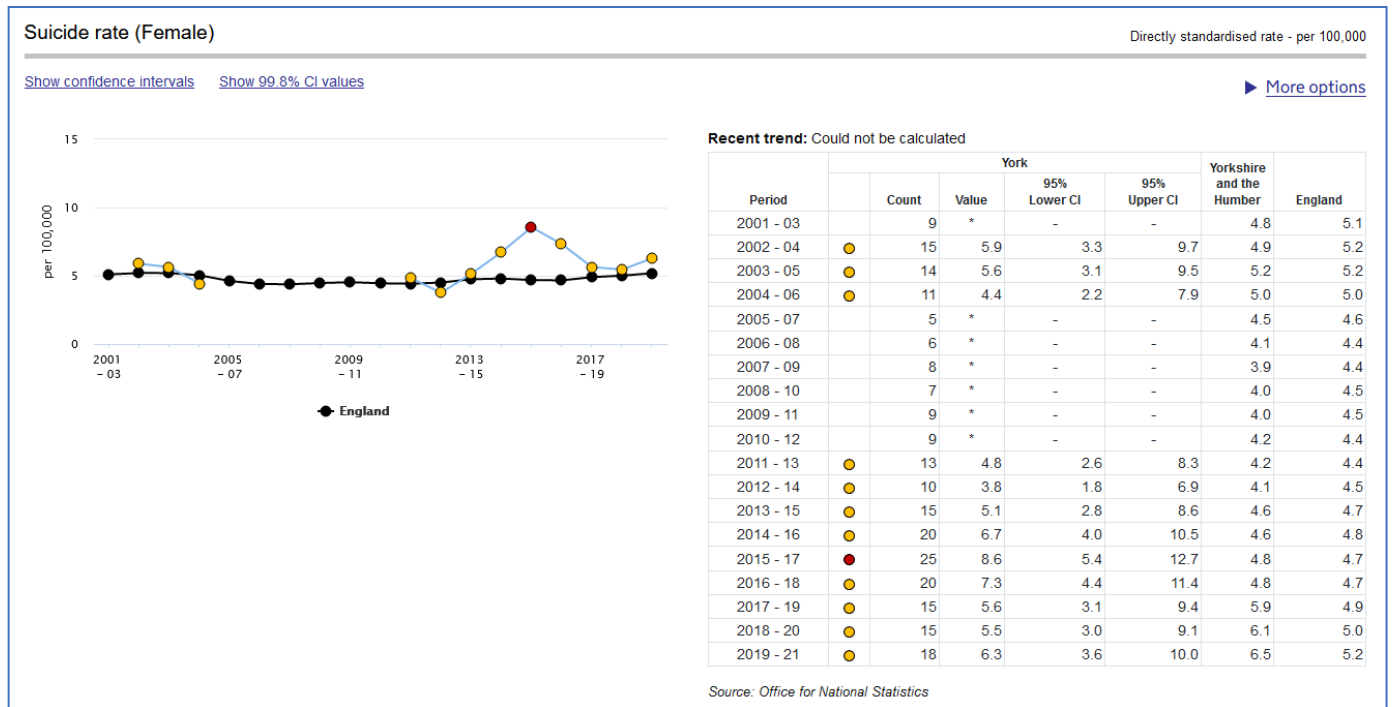 Suicide rate (Female)
Directly standardised rate - per 100,000
Show confidence intervals Show 99.8% CI values
▶ More options
15
10
5
0
per 100,000
2001 - 03
2005 - 07
2009 - 11
2013 - 15
2017 - 19
England
Recent trend: Could not be calculated
York
Period Count Value 95% Lower CI 95% Upper CI Yorkshire and the Humber England
2001 - 03 9 * - - 4.8 5.1
2002 - 04 15 5.9 3.3 9.7 4.9 5.2
2003 - 05 14 5.6 3.1 9.5 5.2 5.2
2004 - 06 11 4.4 2.2 7.9 5.0 5.0
2005 - 07 5 * - - 4.5 4.6
2006 - 08 6 * - - 4.1 4.4
2007 - 09 8 * - - 3.9 4.4
2008 - 10 7 * - - 4.0 4.5
2009 - 11 9 * - - 4.0 4.5
2010 - 12 9 * - - 4.2 4.4
2011 - 13 13 4.8 2.6 8.3 4.2 4.4
2012 - 14 10 3.8 1.8 6.9 4.1 4.5
2013 - 15 15 5.1 2.8 8.6 4.6 4.7
2014 - 16 20 6.7 4.0 10.5 4.6 4.8
2015 - 17 25 8.6 5.4 12.7 4.8 4.7
2016 - 18 20 7.3 4.4 11.4 4.8 4.7
2017 - 19 15 5.6 3.1 9.4 5.9 4.9
2018 - 20 15 5.5 3.0 9.1 6.1 5.0
2019 - 21 18 6.3 3.6 10.0 6.5 5.2
Source: Office for National Statistics